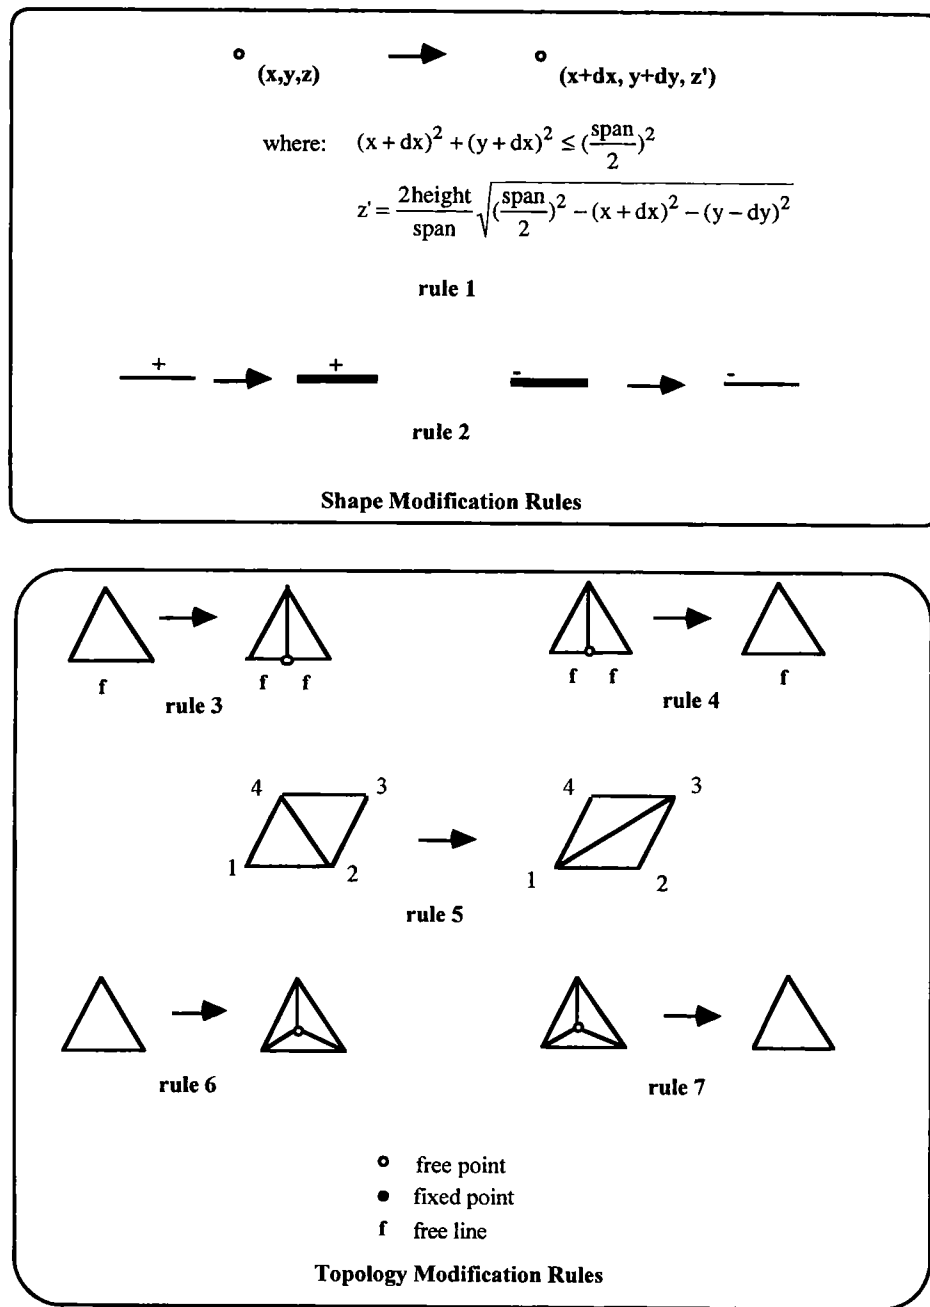 (x,y,z) (x+dx, y+dy, z')
where: (x + dx)² + (y + dx)² ≤ (span/2)²
z' = 2height/span √((span/2)² − (x + dx)² − (y − dy)²)
rule 1
+ + - -
rule 2
Shape Modification Rules
f f f f f f
rule 3 rule 4
4 3 4 3
1 2 1 2
rule 5
rule 6 rule 7
free point
fixed point
f free line
Topology Modification Rules